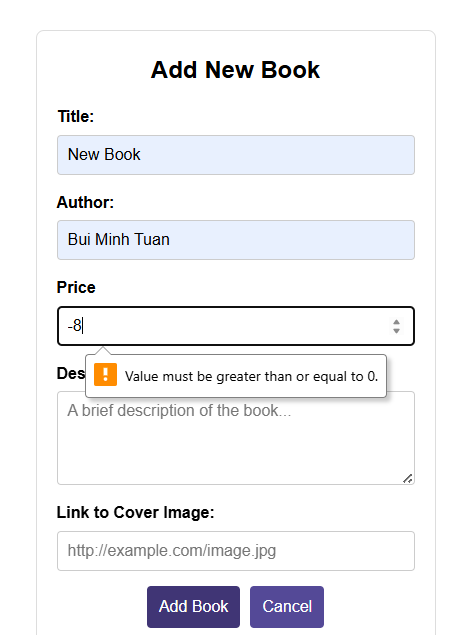 Add New Book
Title:
New Book
Author:
Bui Minh Tuan
Price
-8
Value must be greater than or equal to 0.
A brief description of the book...
Link to Cover Image:
http://example.com/image.jpg
Add Book Cancel